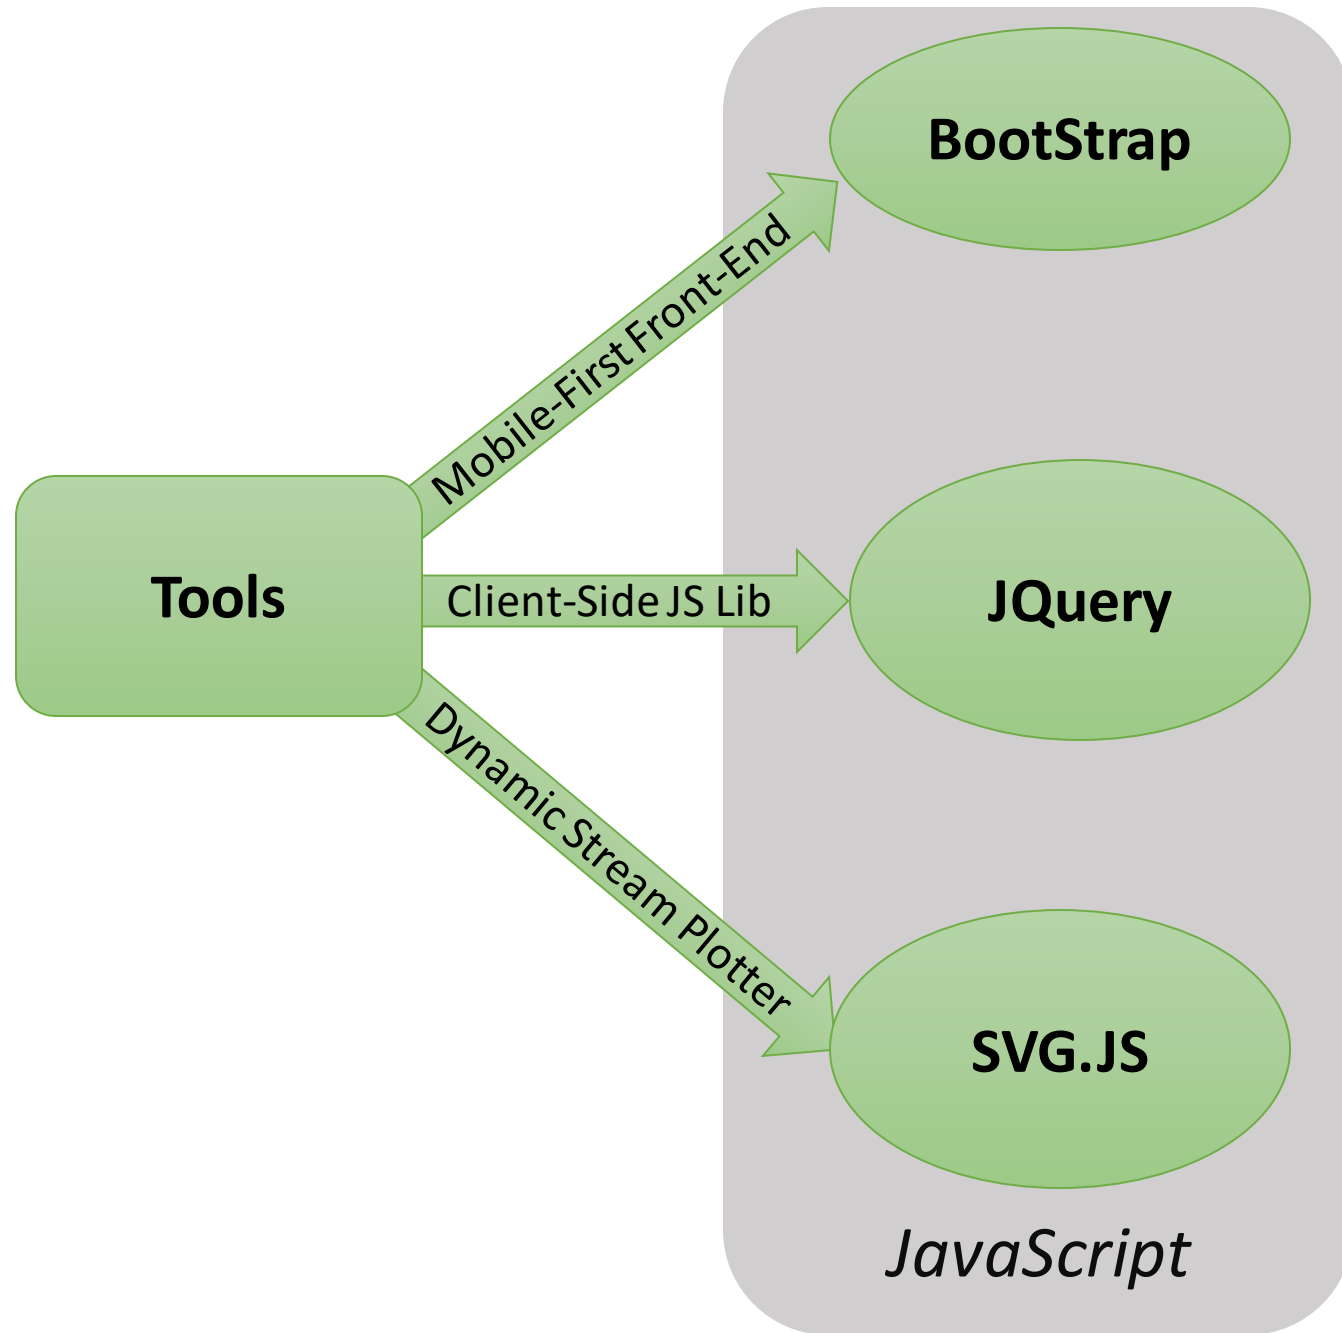 BootStrap
Mobile-First Front-End
Tools
Client-Side JS Lib
JQuery
Dynamic Stream Plotter
SVG.JS
JavaScript